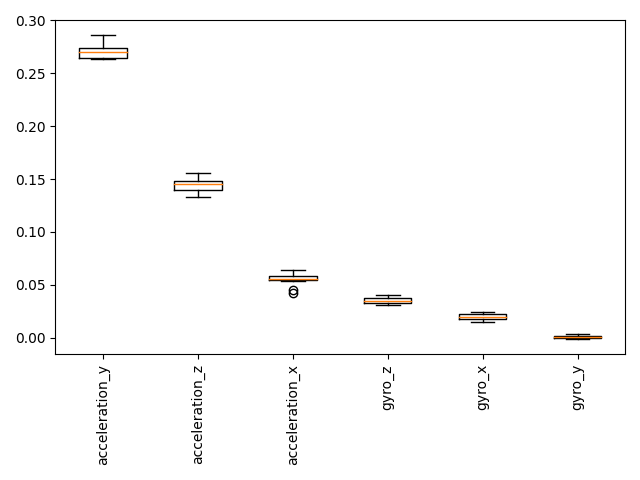 0.30
0.25
0.20
0.15
0.10
0.05
0.00
acceleration_y
acceleration_z
acceleration_x
gyro_z
gyro_x
gyro_y